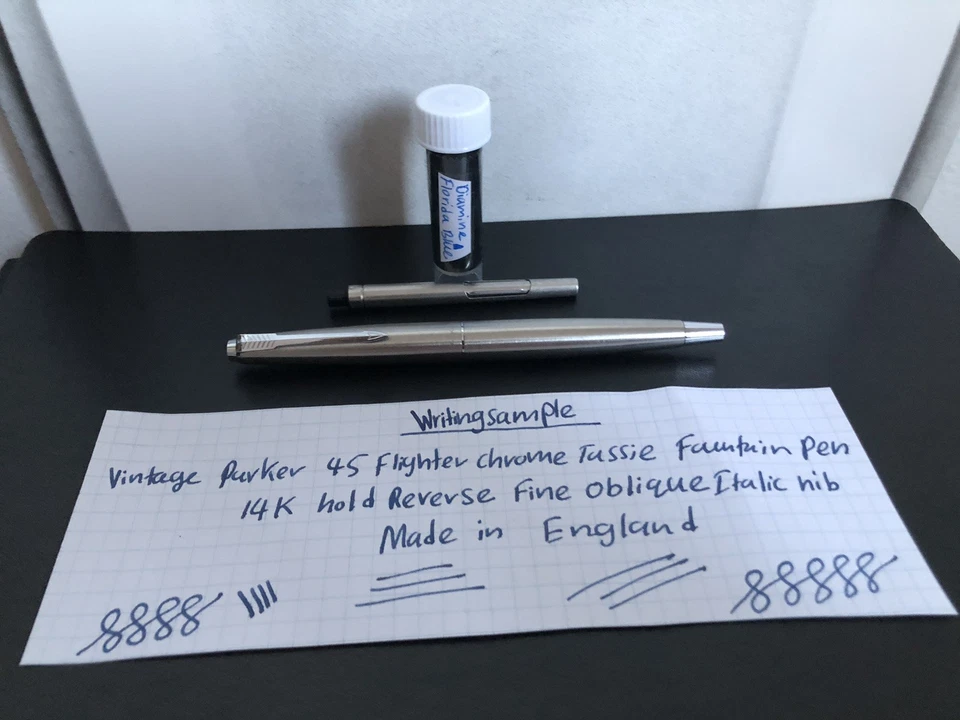 Diamine
Florida Blue
Writingsample
Vintage Parker 45 Flighter chrome Tassie Fountain Pen
14K hold Reverse Fine Oblique Italic nib
Made in England
8888
88888